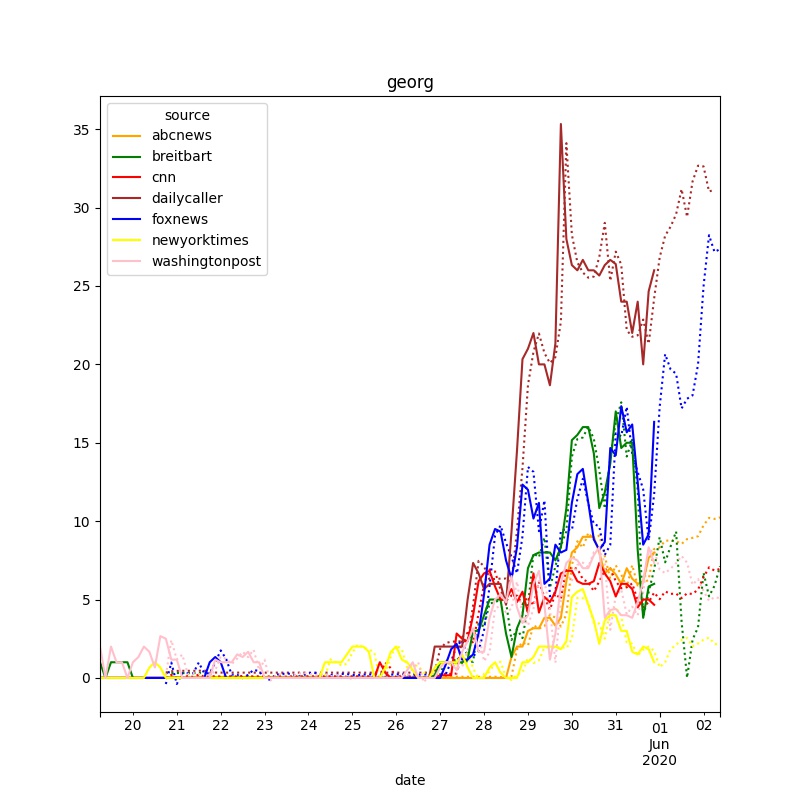 georg
source
abcnews
breitbart
cnn
dailycaller
foxnews
newyorktimes
washingtonpost
35
30
25
20
15
10
5
0
20 21 22 23 24 25 26 27 28 29 30 31 01 02
Jun
2020
date